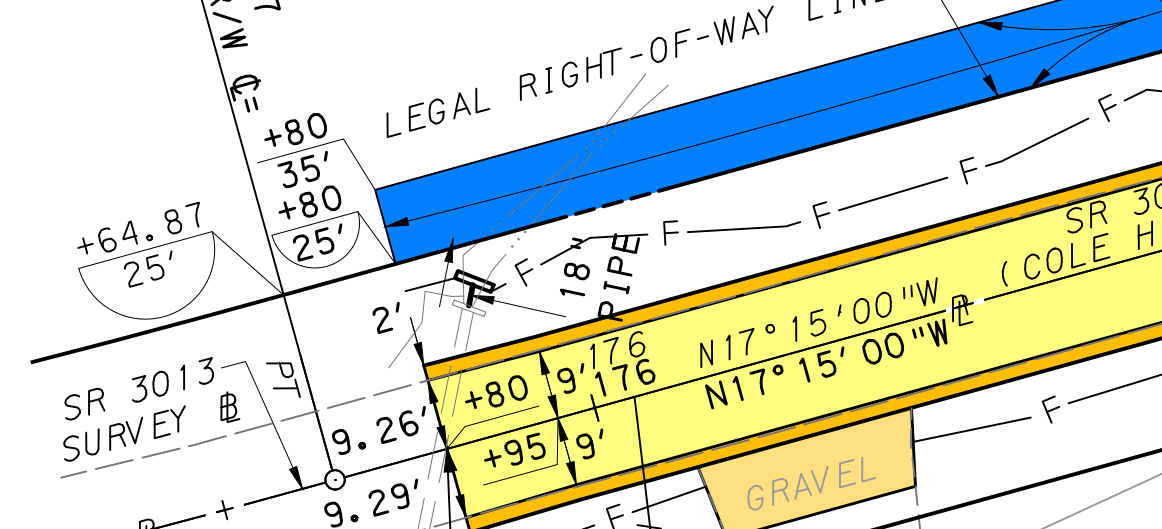 R/W ℄=
LEGAL RIGHT-OF-WAY
+80
35'
+80
25'
+64.87
25'
F
F
F
F
F
18"
PIPE
2'
SR 3013
SURVEY
PT
SR 30
(COLE H
N17°15'00"W
N17°15'00"W
176
176
+80
9'
+95
9'
9.26'
9.29'
GRAVEL
F
F